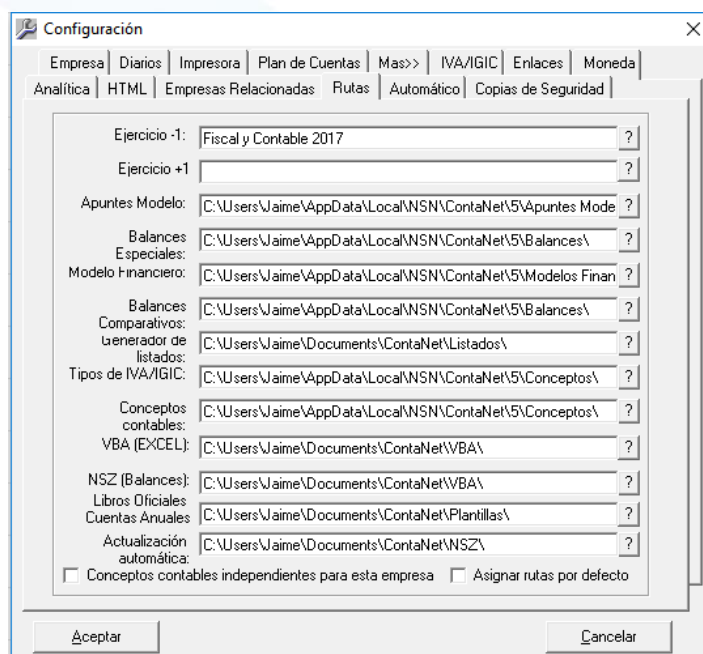 Configuración
Empresa Diarios Impresora Plan de Cuentas Mas>> IVA/IGIC Enlaces Moneda
Analítica HTML Empresas Relacionadas Rutas Automático Copias de Seguridad
Ejercicio -1: Fiscal y Contable 2017 ?
Ejercicio +1 ?
Apuntes Modelo: C:\Users\Jaime\AppData\Local\NSN\ContaNet\5\Apuntes Mode ?
Balances
Especiales: C:\Users\Jaime\AppData\Local\NSN\ContaNet\5\Balances\ ?
Modelo Financiero: C:\Users\Jaime\AppData\Local\NSN\ContaNet\5\Modelos Finan ?
Balances
Comparativos: C:\Users\Jaime\AppData\Local\NSN\ContaNet\5\Balances\ ?
Generador de
listados: C:\Users\Jaime\Documents\ContaNet\Listados\ ?
Tipos de IVA/IGIC: C:\Users\Jaime\AppData\Local\NSN\ContaNet\5\Conceptos\ ?
Conceptos
contables: C:\Users\Jaime\AppData\Local\NSN\ContaNet\5\Conceptos\ ?
VBA (EXCEL): C:\Users\Jaime\Documents\ContaNet\VBA\ ?
NSZ (Balances): C:\Users\Jaime\Documents\ContaNet\VBA\ ?
Libros Oficiales
Cuentas Anuales C:\Users\Jaime\Documents\ContaNet\Plantillas\ ?
Actualización
automática: C:\Users\Jaime\Documents\ContaNet\NSZ\ ?
Conceptos contables independientes para esta empresa Asignar rutas por defecto
Aceptar Cancelar